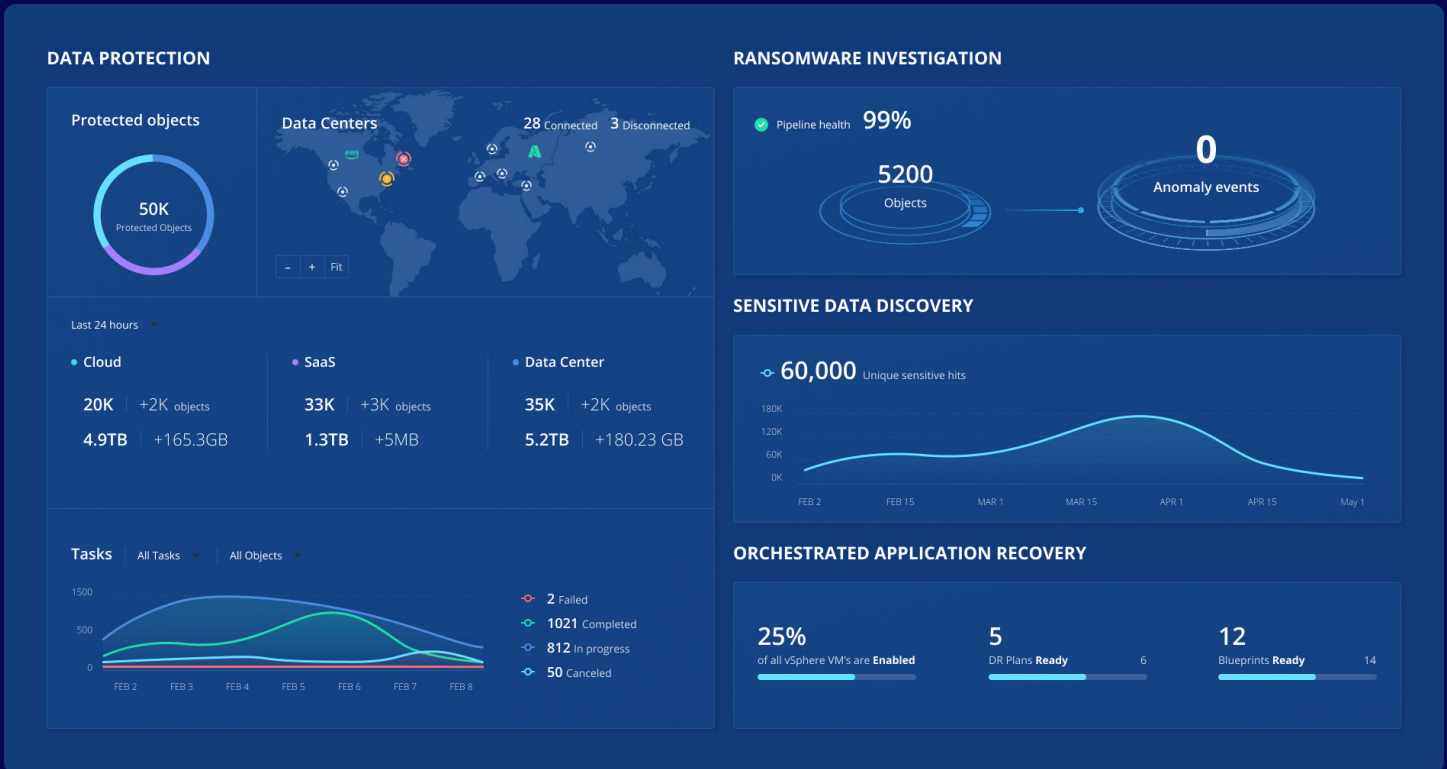 DATA PROTECTION
Protected objects
50K
Protected Objects
Data Centers
28 Connected 3 Disconnected
aws
– + Fit
Last 24 hours
Cloud
20K +2K objects
4.9TB +165.3GB
SaaS
33K +3K objects
1.3TB +5MB
Data Center
35K +2K objects
5.2TB +180.23 GB
Tasks All Tasks All Objects
1500
500
0
FEB 2 FEB 3 FEB 4 FEB 5 FEB 6 FEB 7 FEB 8
2 Failed
1021 Completed
812 In progress
50 Canceled
RANSOMWARE INVESTIGATION
Pipeline health 99%
5200
Objects
0
Anomaly events
SENSITIVE DATA DISCOVERY
60,000 Unique sensitive hits
180K
120K
60K
0K
FEB 2 FEB 15 MAR 1 MAR 15 APR 1 APR 15 May 1
ORCHESTRATED APPLICATION RECOVERY
25%
of all vSphere VM's are Enabled
5
DR Plans Ready 6
12
Blueprints Ready 14